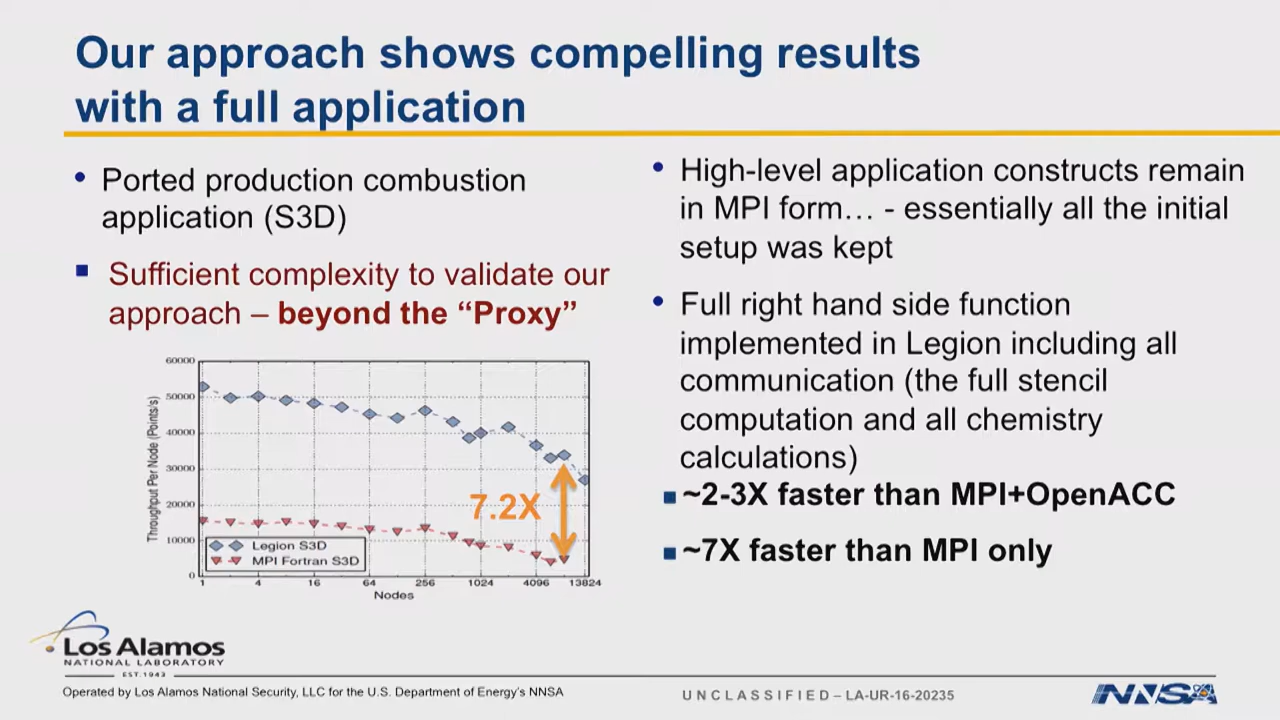 Our approach shows compelling results
with a full application
• Ported production combustion
application (S3D)
▪ Sufficient complexity to validate our
approach – beyond the “Proxy”
60000
50000
40000
30000
20000
10000
0
Throughput Per Node (Points/s)
7.2X
Legion S3D
MPI Fortran S3D
1 4 16 64 256 1024 4096 13824
Nodes
• High-level application constructs remain
in MPI form… - essentially all the initial
setup was kept
• Full right hand side function
implemented in Legion including all
communication (the full stencil
computation and all chemistry
calculations)
▪ ~2-3X faster than MPI+OpenACC
▪ ~7X faster than MPI only
Los Alamos
NATIONAL LABORATORY
EST.1943
Operated by Los Alamos National Security, LLC for the U.S. Department of Energy’s NNSA
UNCLASSIFIED – LA-UR-16-20235
NNSA